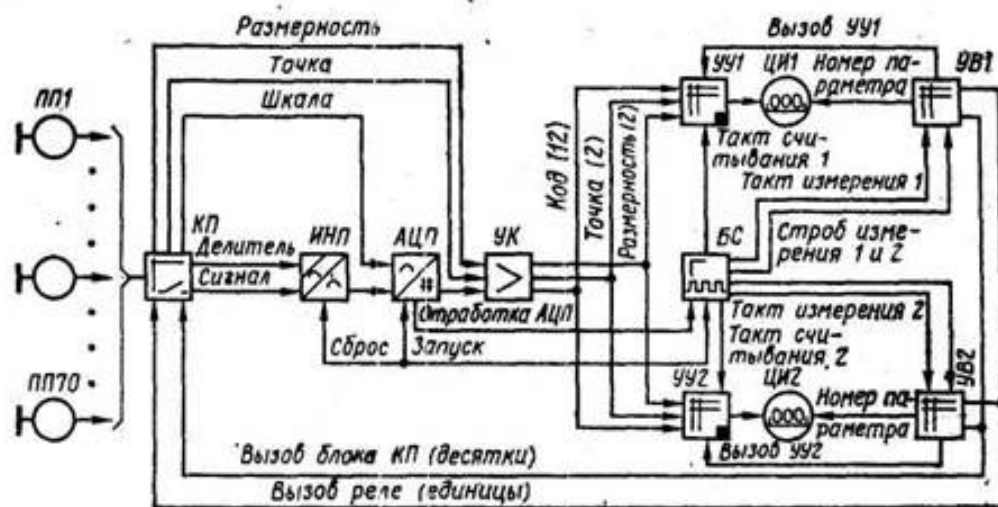 Размерность
Точка
Шкала
ПП1
ПП70
КП
Делитель
Сигнал
ИНП
АЦП
УК
Отработка АЦП
Сброс
Запуск
Код (12)
Точка (2)
Размерность (2)
Вызов УУ1
УУ1
ЦИ1
Номер па-
раметра
УВ1
Такт счи-
тывания 1
Такт измерения 1
БС
Строб изме-
рения 1 и 2
Такт измерения 2
Такт счи-
тывания 2
УУ2
ЦИ2
Номер па-
раметра
УВ2
Вызов УУ2
Вызов блока КП (десятки)
Вызов реле (единицы)